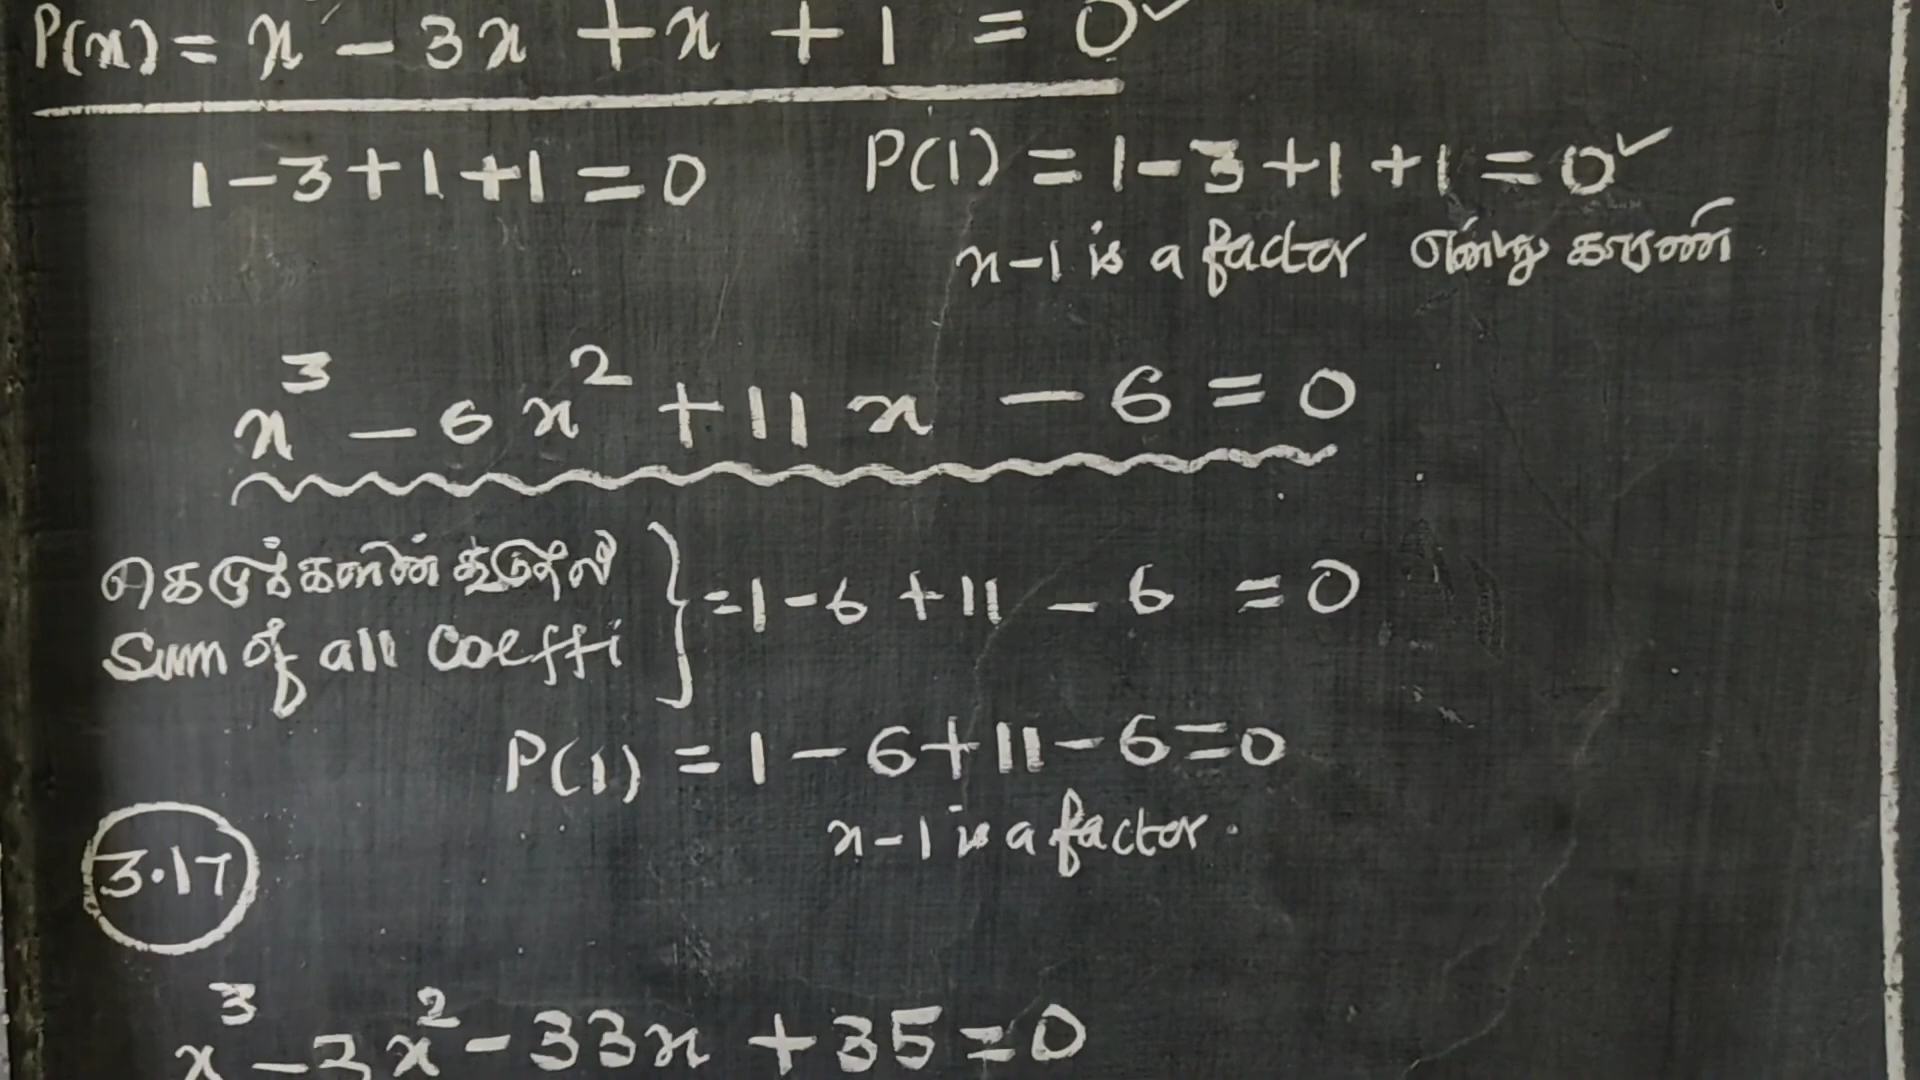 P(x) = x - 3x + x + 1 = 0
1 - 3 + 1 + 1 = 0
P(1) = 1 - 3 + 1 + 1 = 0
x - 1 is a factor என்று காரணி
x³ - 6x² + 11x - 6 = 0
கெழுக்களின் கூடுதல்
Sum of all coeffi } = 1 - 6 + 11 - 6 = 0
P(1) = 1 - 6 + 11 - 6 = 0
x - 1 is a factor.
3.17
x³ - 3x² - 33x + 35 = 0